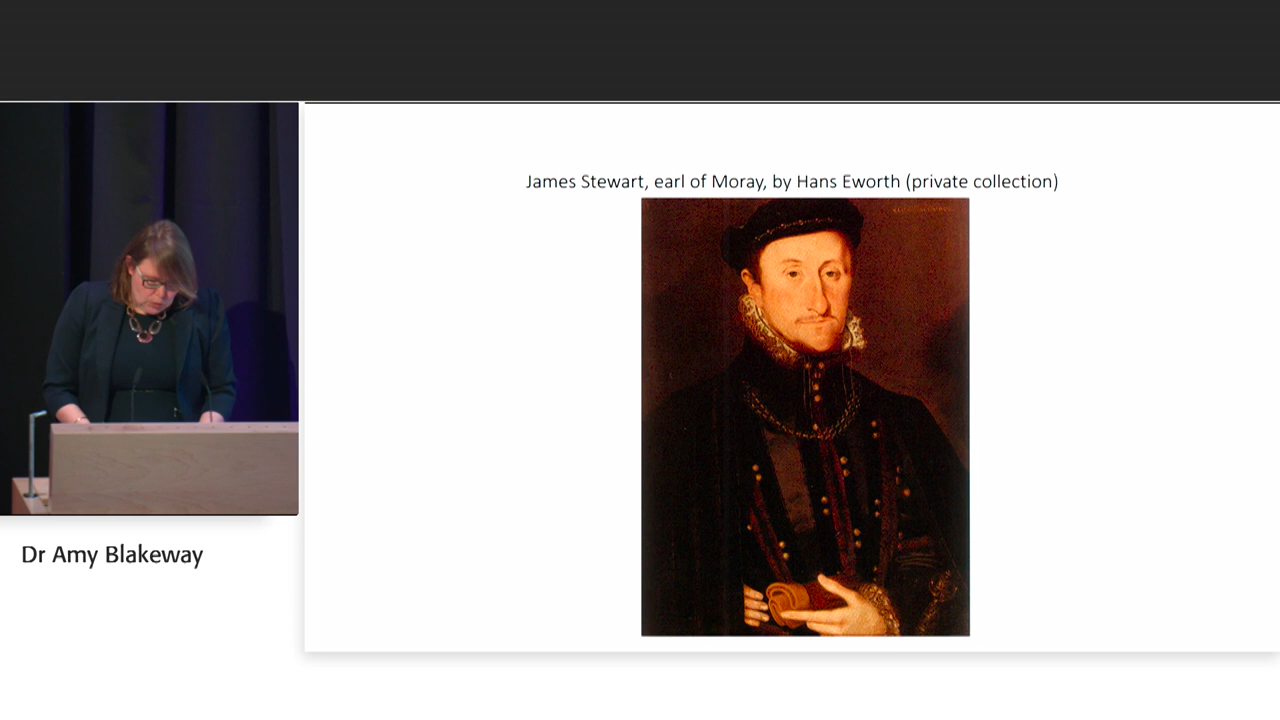 James Stewart, earl of Moray, by Hans Eworth (private collection)
Dr Amy Blakeway